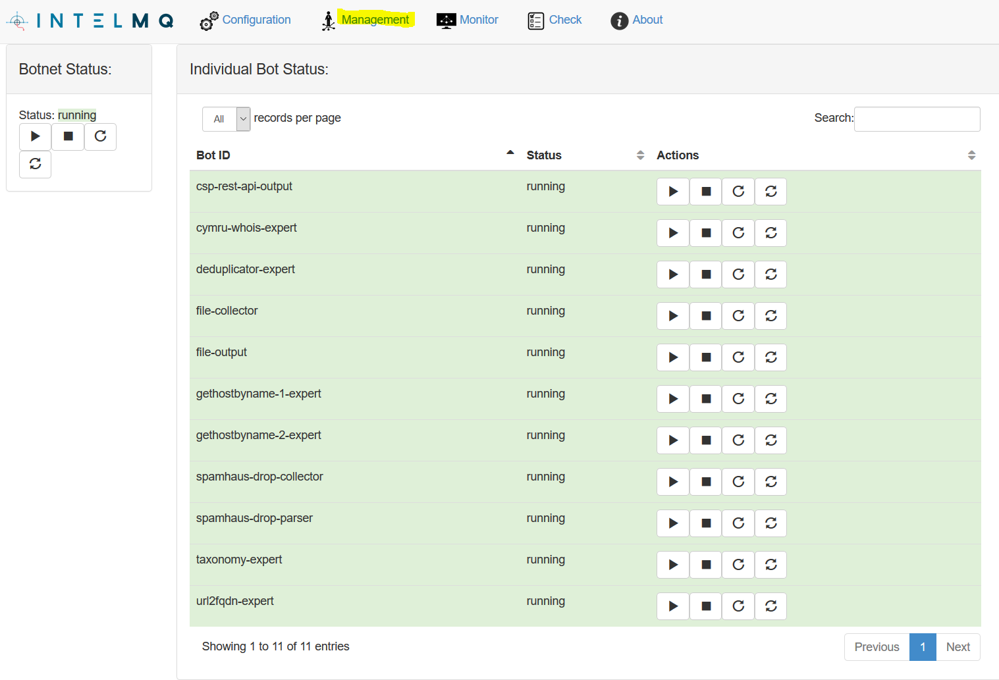 INTELMQ Configuration Management Monitor Check About
Botnet Status:
Status: running
Individual Bot Status:
All records per page Search:
Bot ID Status Actions
csp-rest-api-output running
cymru-whois-expert running
deduplicator-expert running
file-collector running
file-output running
gethostbyname-1-expert running
gethostbyname-2-expert running
spamhaus-drop-collector running
spamhaus-drop-parser running
taxonomy-expert running
url2fqdn-expert running
Showing 1 to 11 of 11 entries Previous 1 Next